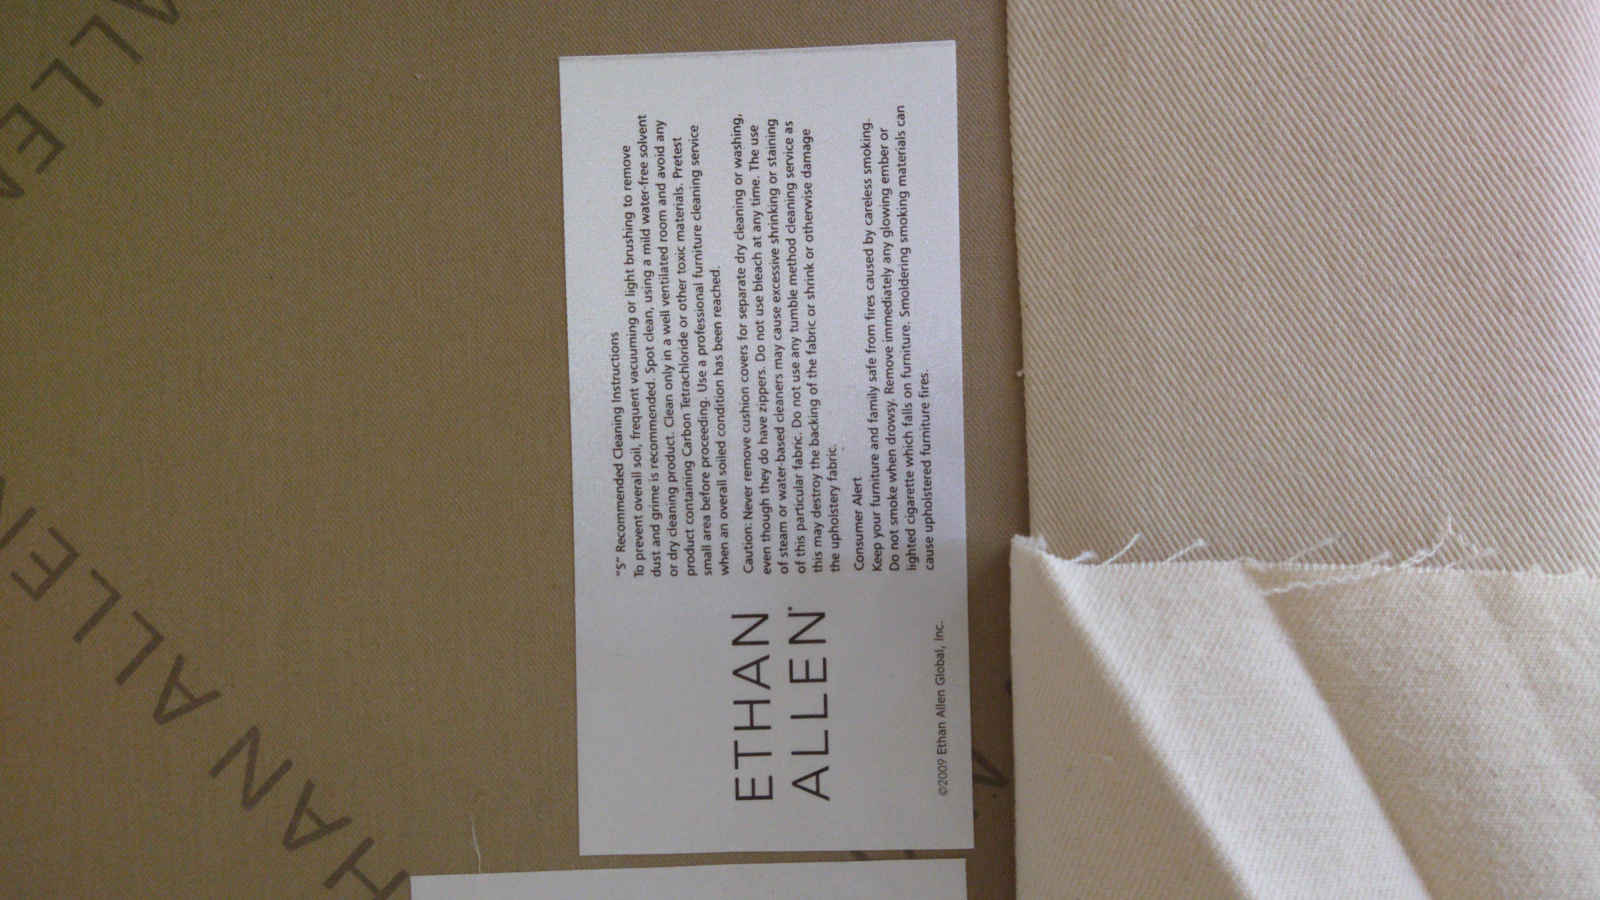 "S" Recommended Cleaning Instructions
To prevent overall soil, frequent vacuuming or light brushing to remove
dust and grime is recommended. Spot clean, using a mild water-free solvent
or dry cleaning product. Clean only in a well ventilated room and avoid any
product containing Carbon Tetrachloride or other toxic materials. Pretest
small area before proceeding. Use a professional furniture cleaning service
when an overall soiled condition has been reached.
Caution: Never remove cushion covers for separate dry cleaning or washing,
even though they do have zippers. Do not use bleach at any time. The use
of steam or water-based cleaners may cause excessive shrinking or staining
of this particular fabric. Do not use any tumble method cleaning service as
this may destroy the backing of the fabric or shrink or otherwise damage
the upholstery fabric.
Consumer Alert
Keep your furniture and family safe from fires caused by careless smoking.
Do not smoke when drowsy. Remove immediately any glowing ember or
lighted cigarette which falls on furniture. Smoldering smoking materials can
cause upholstered furniture fires.
ETHAN
ALLEN
©2009 Ethan Allen Global, Inc.
HAN ALLEN
ALLEN